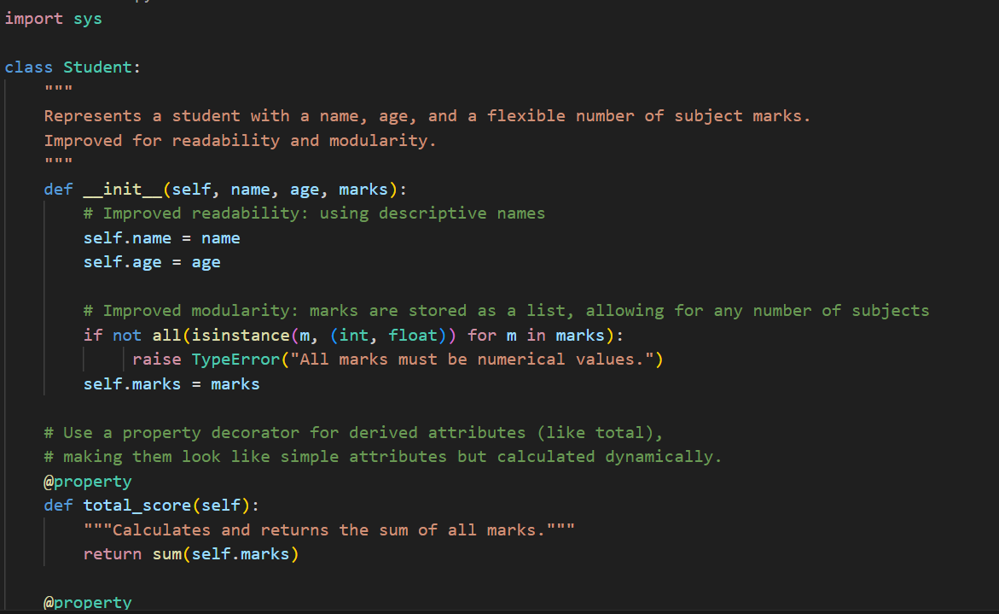 import sys
class Student:
"""
Represents a student with a name, age, and a flexible number of subject marks.
Improved for readability and modularity.
"""
def __init__(self, name, age, marks):
# Improved readability: using descriptive names
self.name = name
self.age = age
# Improved modularity: marks are stored as a list, allowing for any number of subjects
if not all(isinstance(m, (int, float)) for m in marks):
raise TypeError("All marks must be numerical values.")
self.marks = marks
# Use a property decorator for derived attributes (like total),
# making them look like simple attributes but calculated dynamically.
@property
def total_score(self):
"""Calculates and returns the sum of all marks."""
return sum(self.marks)
@property